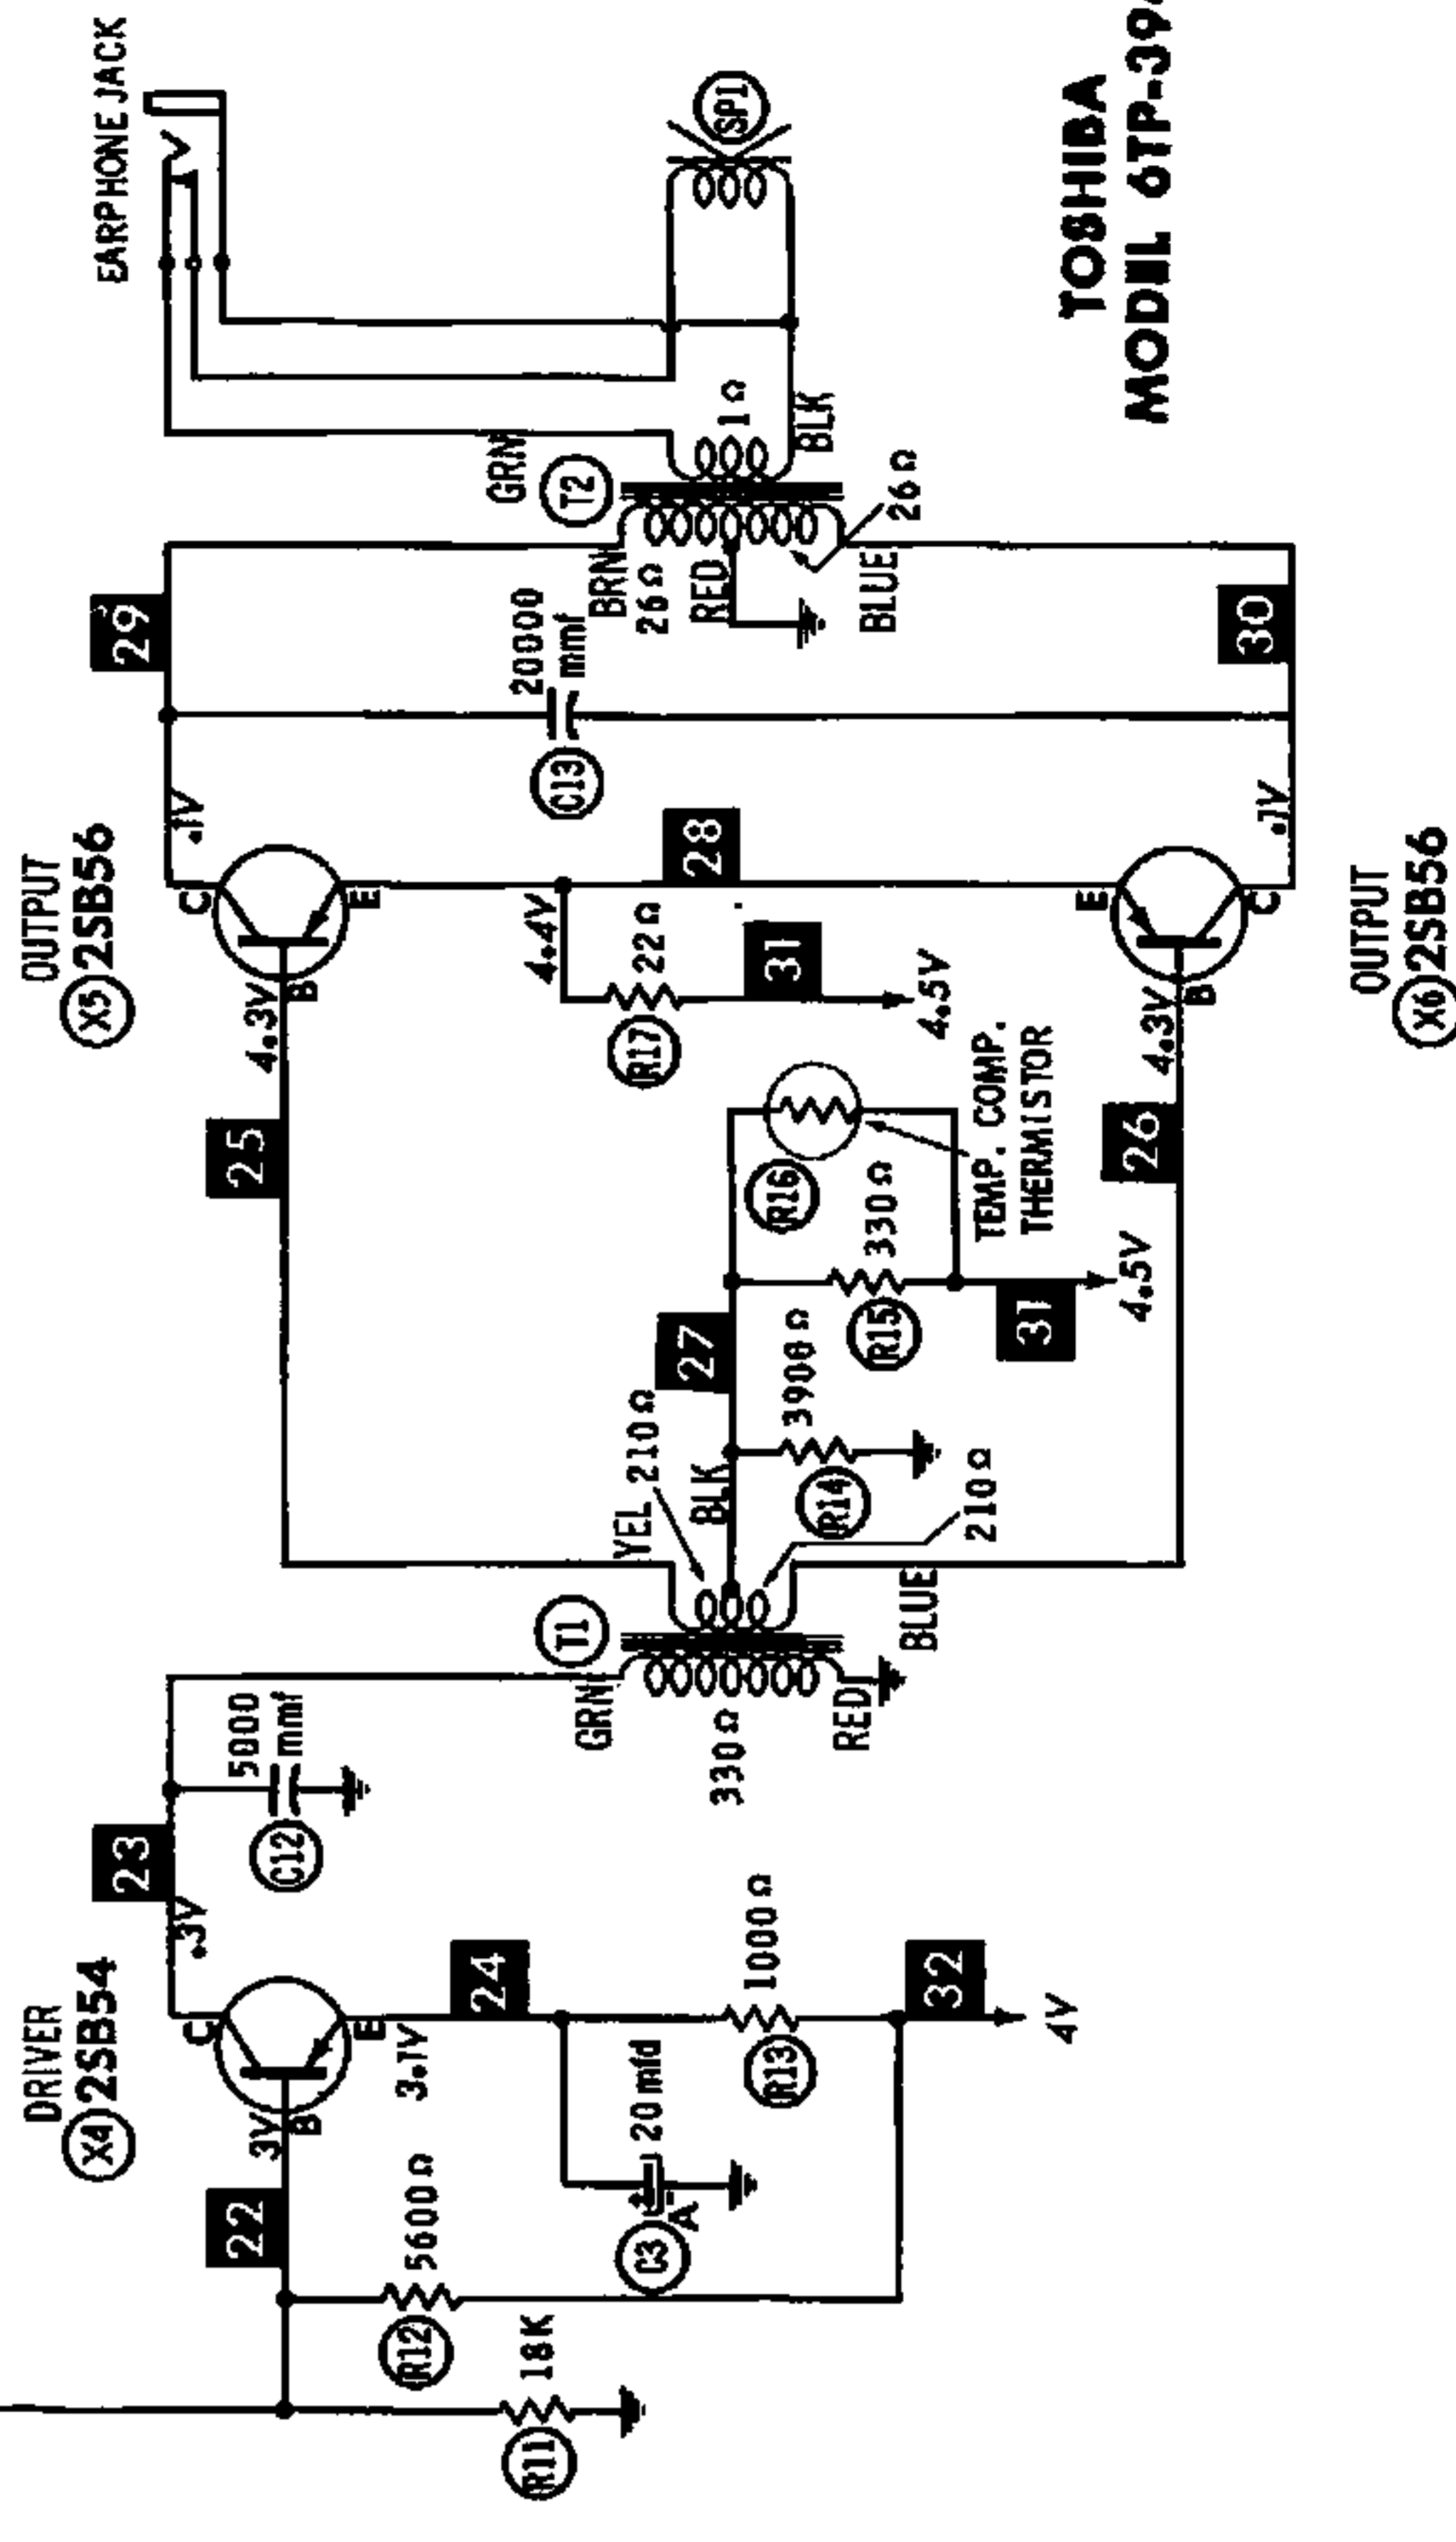 DRIVER
X4 2SB54
OUTPUT
X5 2SB56
EARPHONE JACK
22
3V
B
C
E
.3V
23
5000
mmf
C12
3.1V
24
R12
5600Ω
R11
18K
C3
A
20 mfd
R13
1000Ω
32
4V
GRN
330Ω
RED
T1
YEL 210Ω
BLK
BLUE
210Ω
25
4.3V
B
C
E
.1V
29
4.4V
R17
22Ω
31
4.5V
28
C13
20000
mmf
27
R14
R15
330Ω
R16
TEMP. COMP.
THERMISTOR
31
4.5V
26
4.3V
B
E
C
.1V
30
BRN
26Ω
RED
BLUE
26Ω
T2
GRN
1Ω
BLK
SP1
OUTPUT
X6 2SB56
TOSHIBA